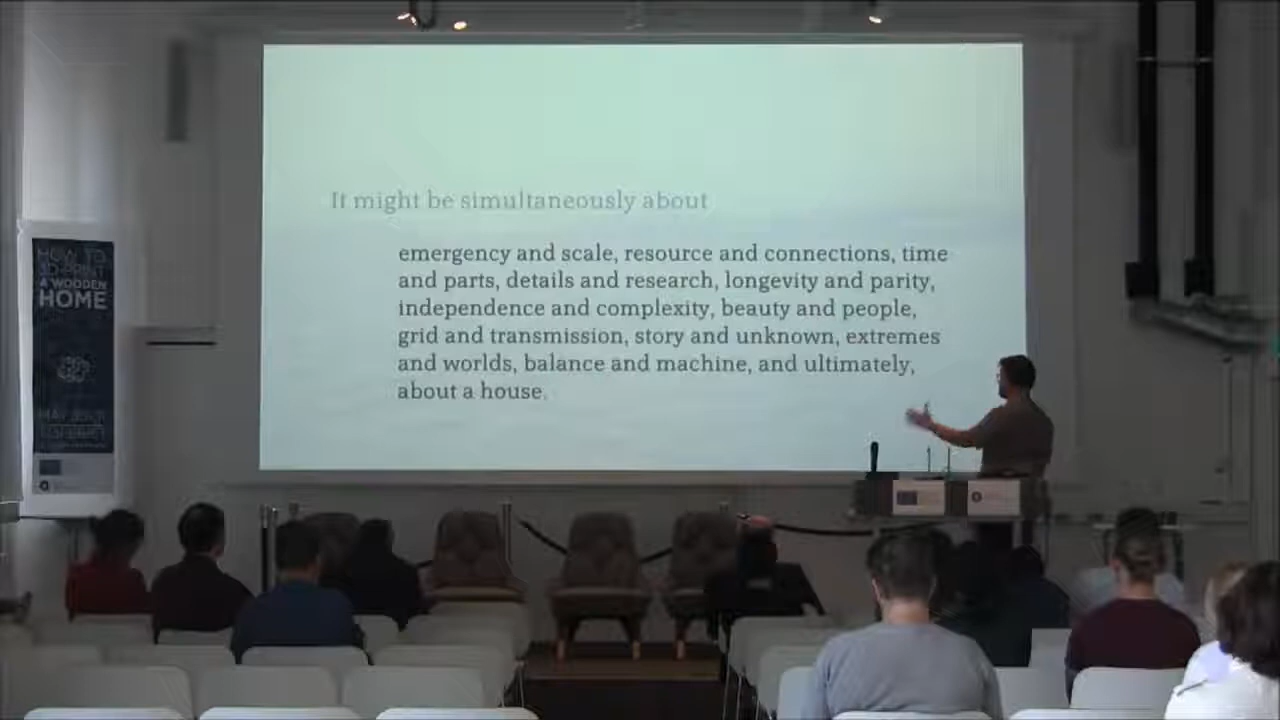 It might be simultaneously about
emergency and scale, resource and connections, time
and parts, details and research, longevity and parity,
independence and complexity, beauty and people,
grid and transmission, story and unknown, extremes
and worlds, balance and machine, and ultimately,
about a house.
HOW TO
3D-PRINT
A WOODEN
HOME